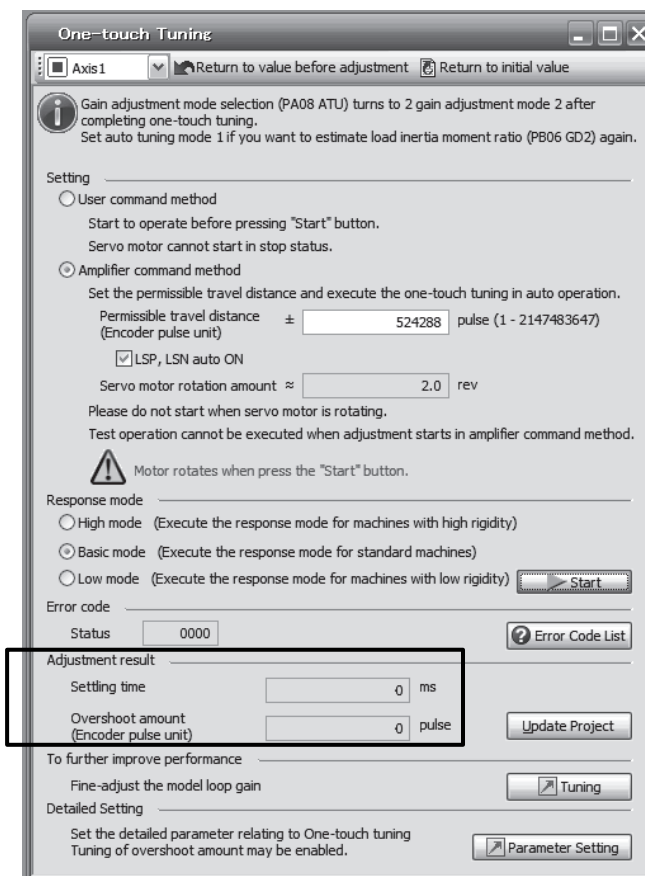 One-touch Tuning
Axis1 Return to value before adjustment Return to initial value
Gain adjustment mode selection (PA08 ATU) turns to 2 gain adjustment mode 2 after
completing one-touch tuning.
Set auto tuning mode 1 if you want to estimate load inertia moment ratio (PB06 GD2) again.
Setting
User command method
Start to operate before pressing "Start" button.
Servo motor cannot start in stop status.
Amplifier command method
Set the permissible travel distance and execute the one-touch tuning in auto operation.
Permissible travel distance ± 524288 pulse (1 - 2147483647)
(Encoder pulse unit)
LSP, LSN auto ON
Servo motor rotation amount ≈ 2.0 rev
Please do not start when servo motor is rotating.
Test operation cannot be executed when adjustment starts in amplifier command method.
Motor rotates when press the "Start" button.
Response mode
High mode (Execute the response mode for machines with high rigidity)
Basic mode (Execute the response mode for standard machines)
Low mode (Execute the response mode for machines with low rigidity) Start
Error code
Status 0000 Error Code List
Adjustment result
Settling time 0 ms
Overshoot amount 0 pulse Update Project
(Encoder pulse unit)
To further improve performance
Fine-adjust the model loop gain Tuning
Detailed Setting
Set the detailed parameter relating to One-touch tuning
Tuning of overshoot amount may be enabled. Parameter Setting